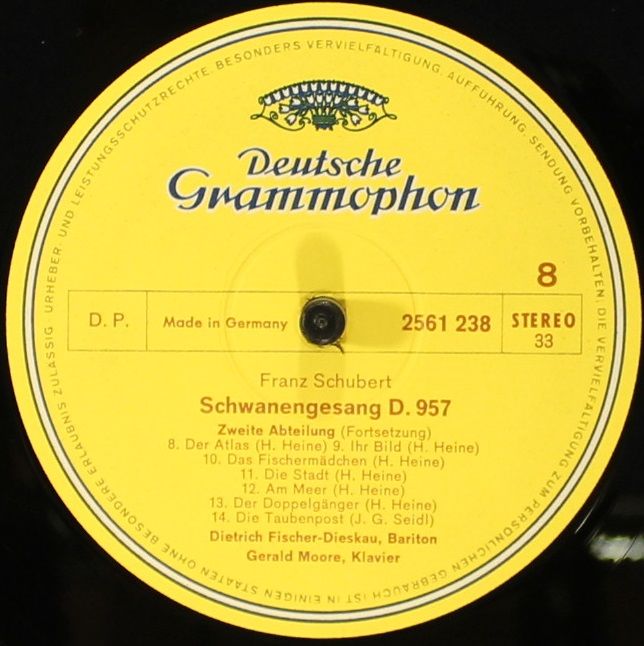 URHEBER- UND LEISTUNGSSCHUTZRECHTE, BESONDERS VERVIELFÄLTIGUNG, AUFFÜHRUNG, SENDUNG VORBEHALTEN. DIE VERVIELFÄLTIGUNG ZUM PERSÖNLICHEN GEBRAUCH IST IN EINIGEN STAATEN OHNE BESONDERE ERLAUBNIS ZULÄSSIG
Deutsche
Grammophon
8
D. P. Made in Germany 2561 238 STEREO
33
Franz Schubert
Schwanengesang D. 957
Zweite Abteilung (Fortsetzung)
8. Der Atlas (H. Heine) 9. Ihr Bild (H. Heine)
10. Das Fischermädchen (H. Heine)
11. Die Stadt (H. Heine)
12. Am Meer (H. Heine)
13. Der Doppelgänger (H. Heine)
14. Die Taubenpost (J. G. Seidl)
Dietrich Fischer-Dieskau, Bariton
Gerald Moore, Klavier